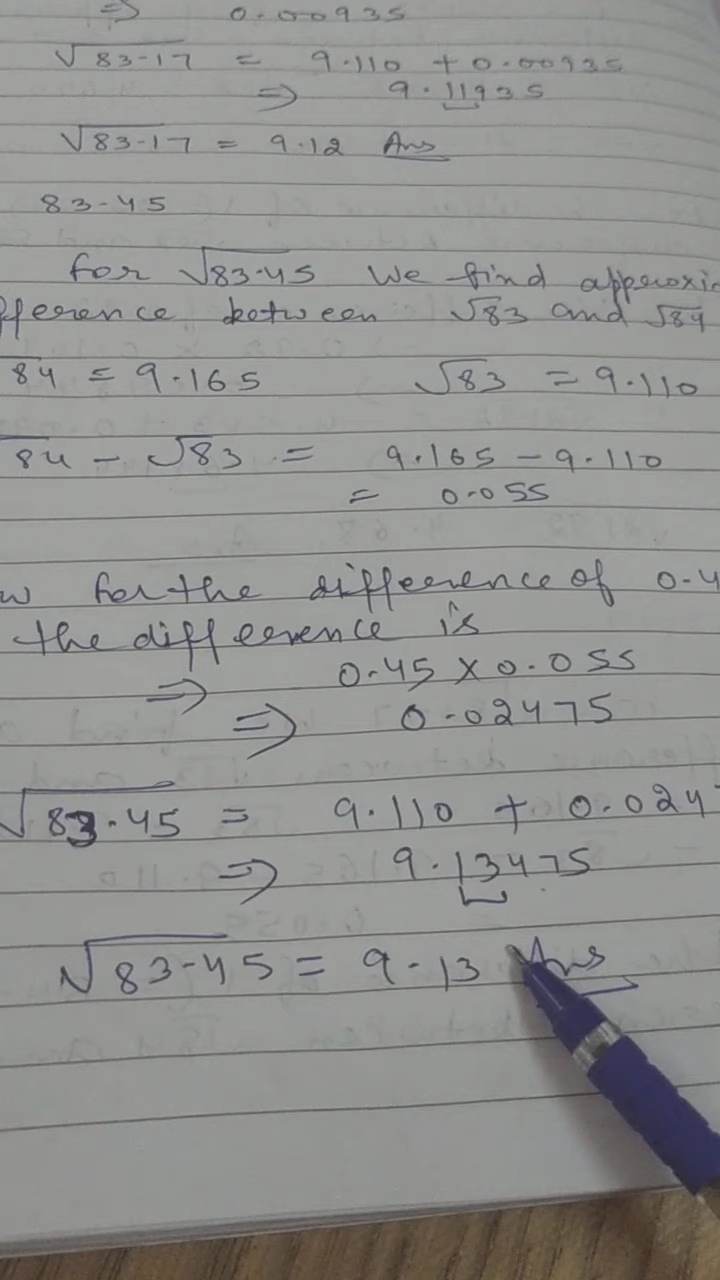 ⇒ 0.00935
√83.17 = 9.110 + 0.00935
⇒ 9.11935
√83.17 = 9.12 Ans
83.45
for √83.45 we find approxi
fference between √83 and √84
84 = 9.165 √83 = 9.110
84 - √83 = 9.165 - 9.110
= 0.055
w for the difference of 0.4
the difference is
⇒ 0.45 × 0.055
⇒ 0.02475
√83.45 = 9.110 + 0.024
⇒ 9.13475
√83.45 = 9.13 Ans